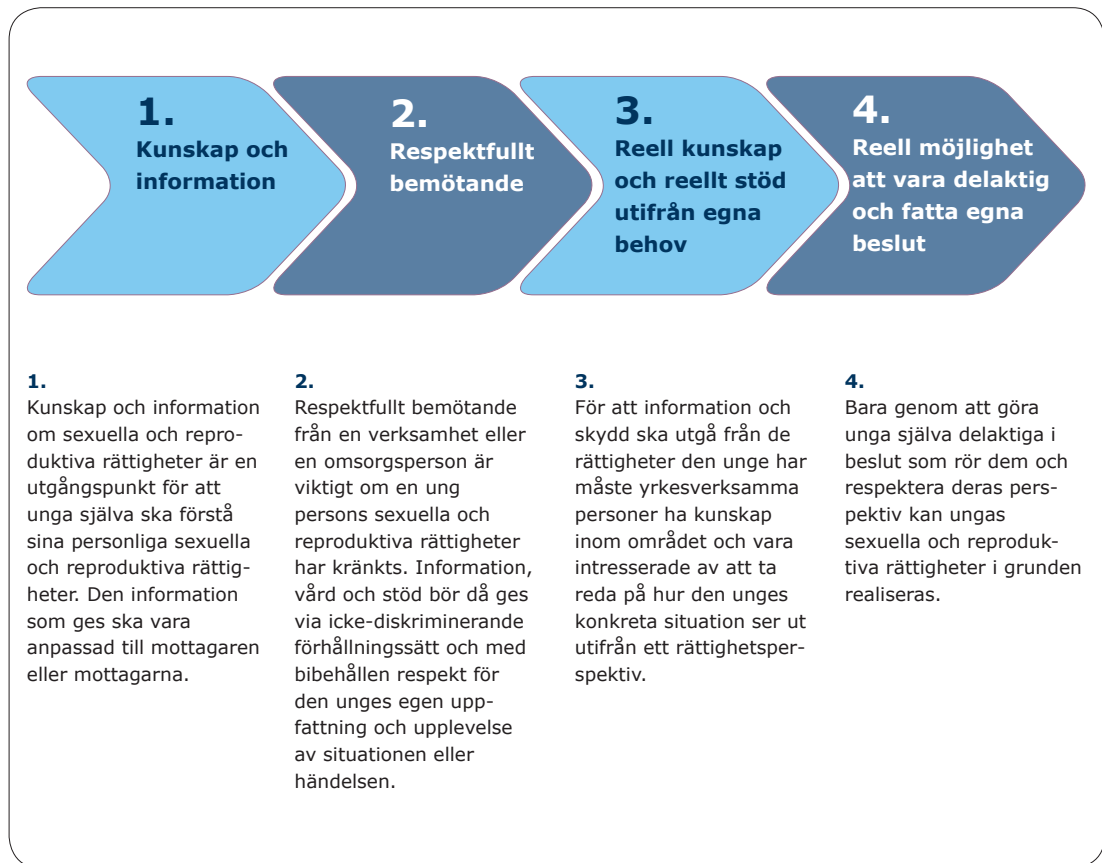 1.
Kunskap och
information
2.
Respektfullt
bemötande
3.
Reell kunskap
och reellt stöd
utifrån egna
behov
4.
Reell möjlighet
att vara delaktig
och fatta egna
beslut
1.
Kunskap och information
om sexuella och repro-
duktiva rättigheter är en
utgångspunkt för att
unga själva ska förstå
sina personliga sexuella
och reproduktiva rättig-
heter. Den information
som ges ska vara
anpassad till mottagaren
eller mottagarna.
2.
Respektfullt bemötande
från en verksamhet eller
en omsorgsperson är
viktigt om en ung
persons sexuella och
reproduktiva rättigheter
har kränkts. Information,
vård och stöd bör då ges
via icke-diskriminerande
förhållningssätt och med
bibehållen respekt för
den unges egen upp-
fattning och upplevelse
av situationen eller
händelsen.
3.
För att information och
skydd ska utgå från de
rättigheter den unge har
måste yrkesverksamma
personer ha kunskap
inom området och vara
intresserade av att ta
reda på hur den unges
konkreta situation ser ut
utifrån ett rättighetsper-
spektiv.
4.
Bara genom att göra
unga själva delaktiga i
beslut som rör dem och
respektera deras pers-
pektiv kan ungas
sexuella och reproduk-
tiva rättigheter i grunden
realiseras.